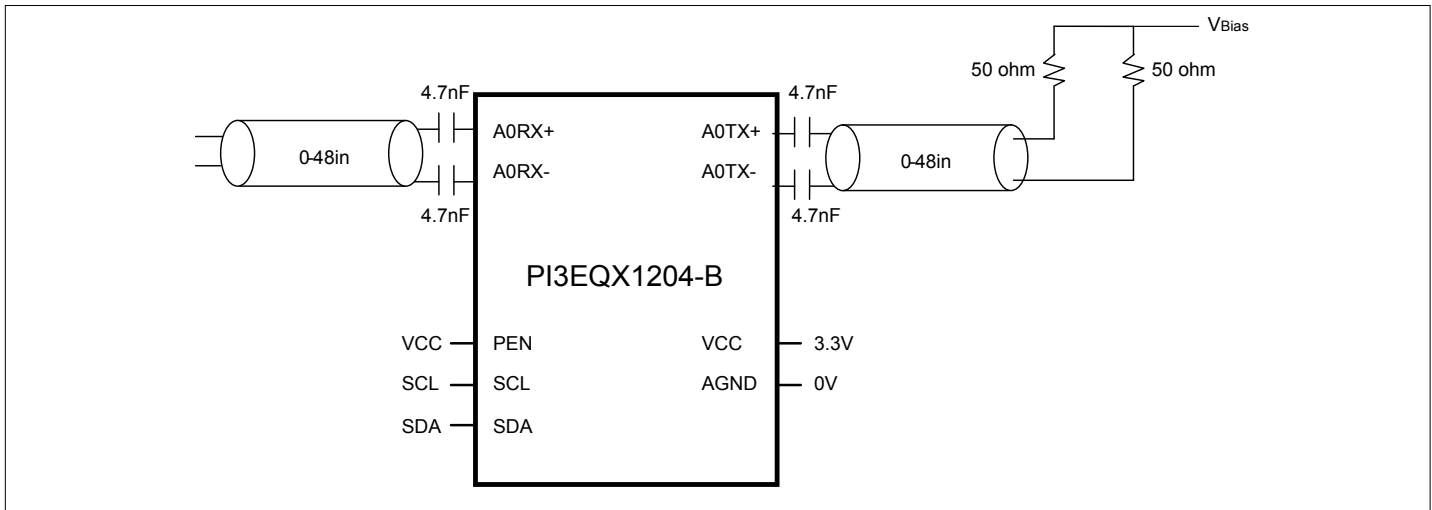 VBias
50 ohm 50 ohm
4.7nF 4.7nF
A0RX+ A0TX+
0-48in 0-48in
A0RX- A0TX-
4.7nF 4.7nF
PI3EQX1204-B
VCC PEN VCC 3.3V
SCL SCL AGND 0V
SDA SDA